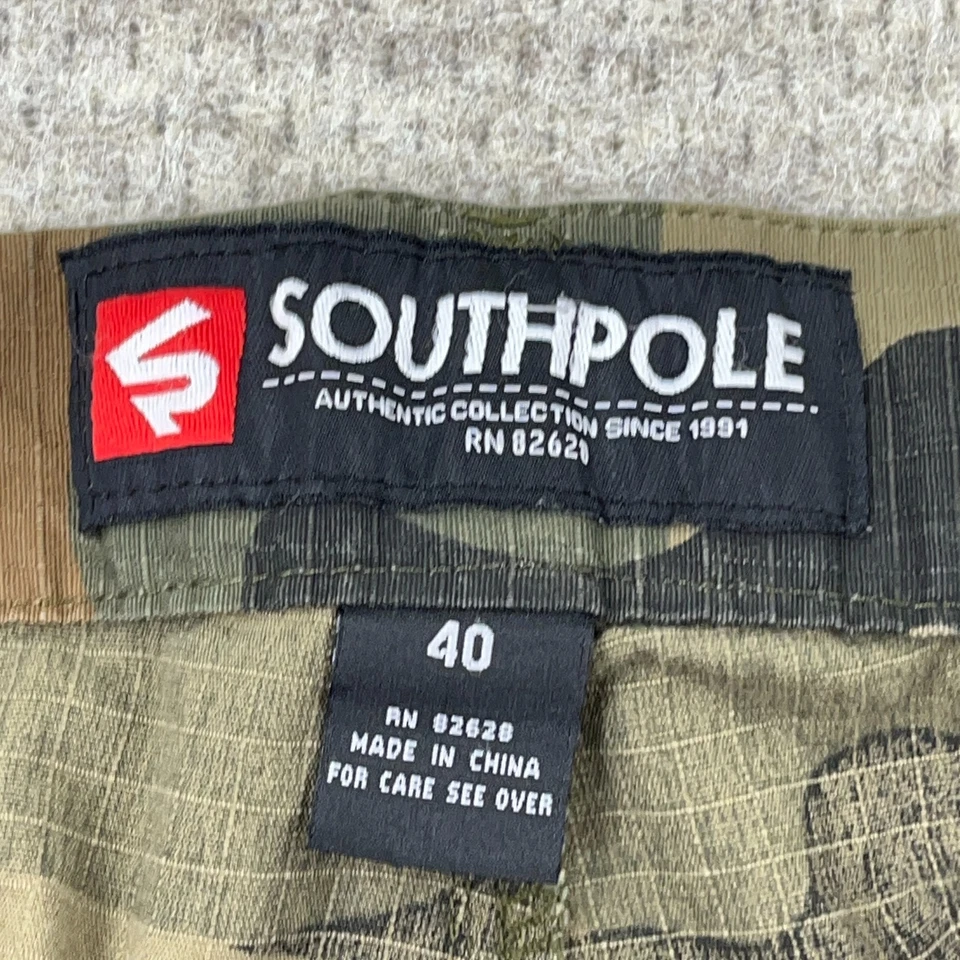 SOUTHPOLE
AUTHENTIC COLLECTION SINCE 1991
RN 82628
40
RN 82628
MADE IN CHINA
FOR CARE SEE OVER